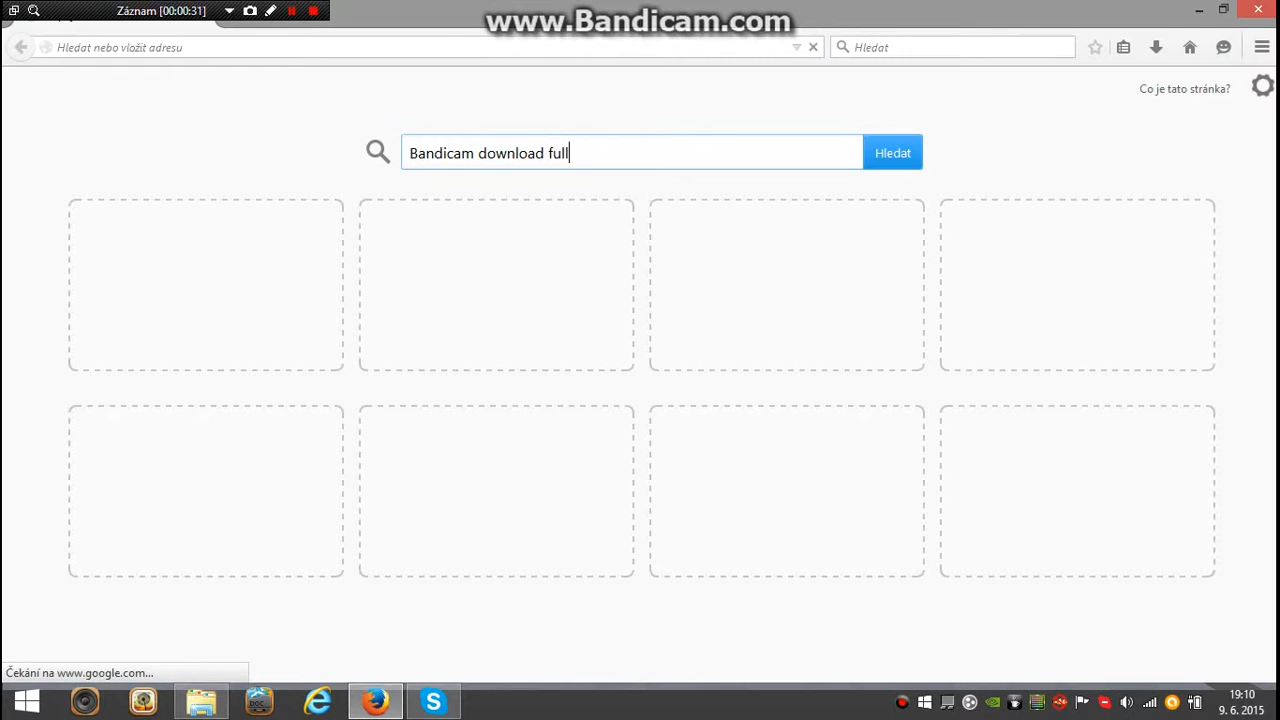 Záznam [00:00:31]
www.Bandicam.com
Hledat nebo vložit adresu
Hledat
Co je tato stránka?
Bandicam download full
Hledat
Čekání na www.google.com...
DOC
19:10
9. 6. 2015